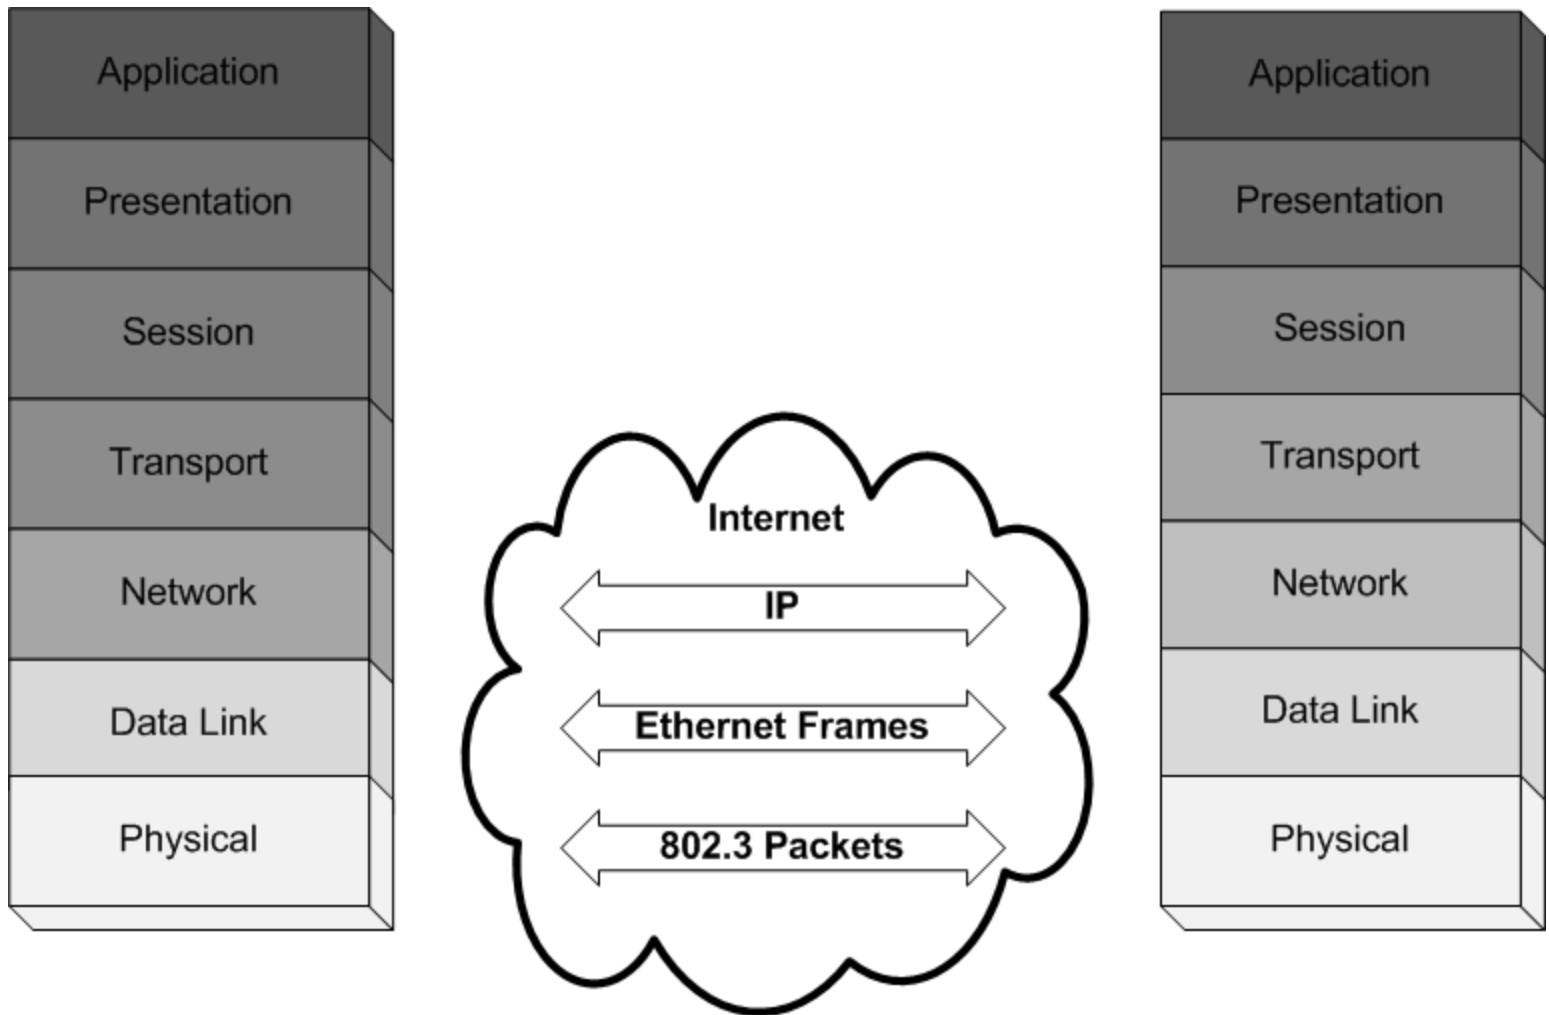 Application
Presentation
Session
Transport
Network
Data Link
Physical
Internet
IP
Ethernet Frames
802.3 Packets
Application
Presentation
Session
Transport
Network
Data Link
Physical